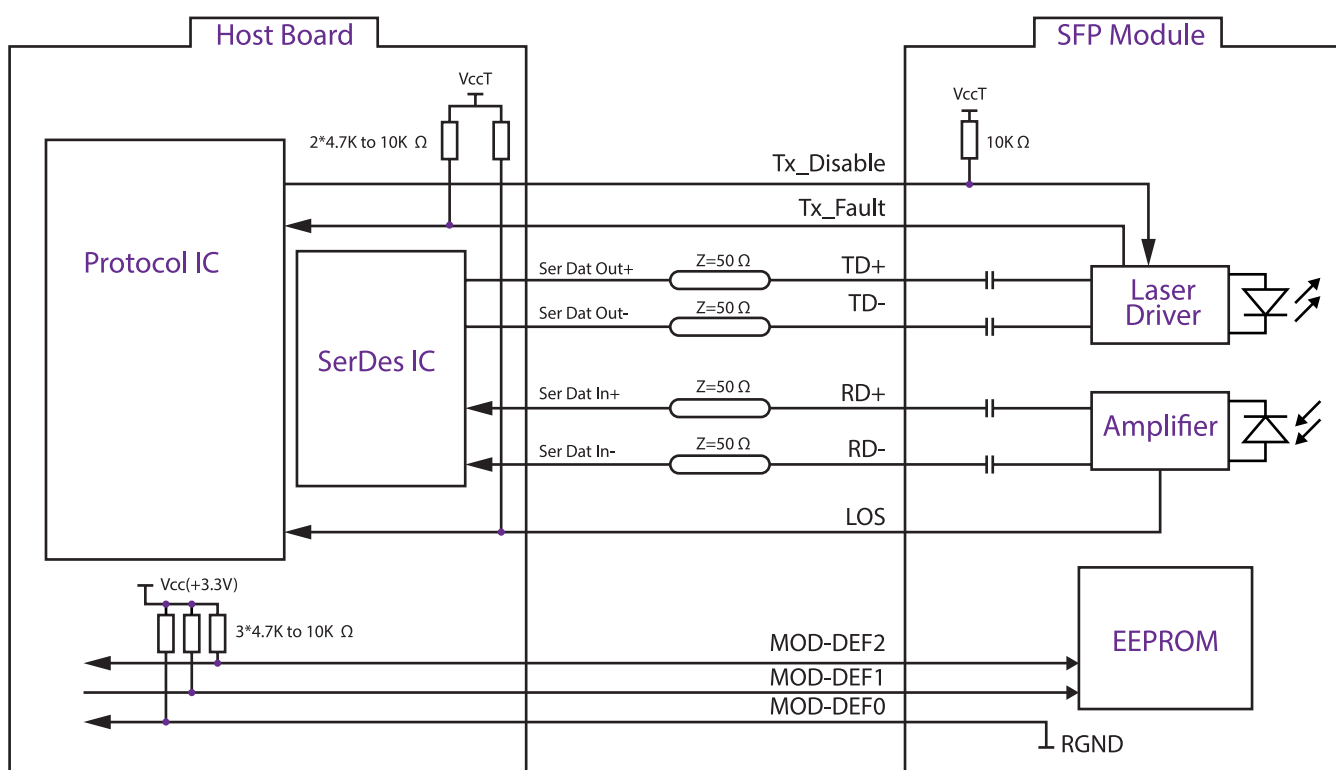 Host Board
SFP Module
VccT
VccT
2*4.7K to 10K Ω
10K Ω
Tx_Disable
Tx_Fault
Protocol IC
Ser Dat Out+
Z=50 Ω
TD+
Ser Dat Out-
Z=50 Ω
TD-
Laser
Driver
SerDes IC
Ser Dat In+
Z=50 Ω
RD+
Ser Dat In-
Z=50 Ω
RD-
Amplifier
LOS
Vcc(+3.3V)
3*4.7K to 10K Ω
MOD-DEF2
MOD-DEF1
MOD-DEF0
EEPROM
RGND